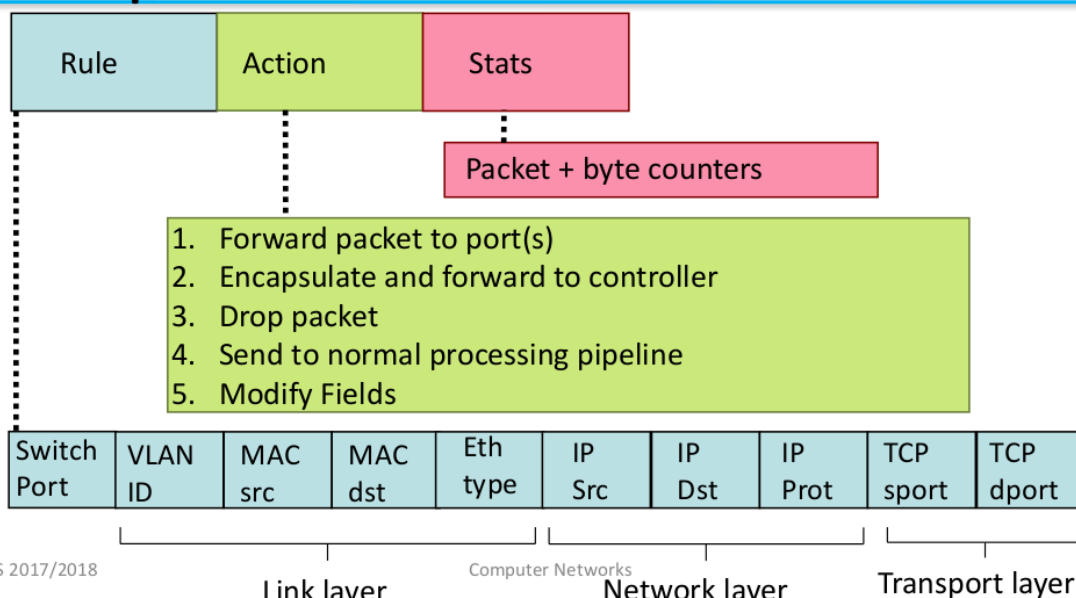 Rule
Action
Stats
Packet + byte counters
1. Forward packet to port(s)
2. Encapsulate and forward to controller
3. Drop packet
4. Send to normal processing pipeline
5. Modify Fields
Switch
Port
VLAN
ID
MAC
src
MAC
dst
Eth
type
IP
Src
IP
Dst
IP
Prot
TCP
sport
TCP
dport
Link layer
Network layer
Transport layer
2017/2018
Computer Networks